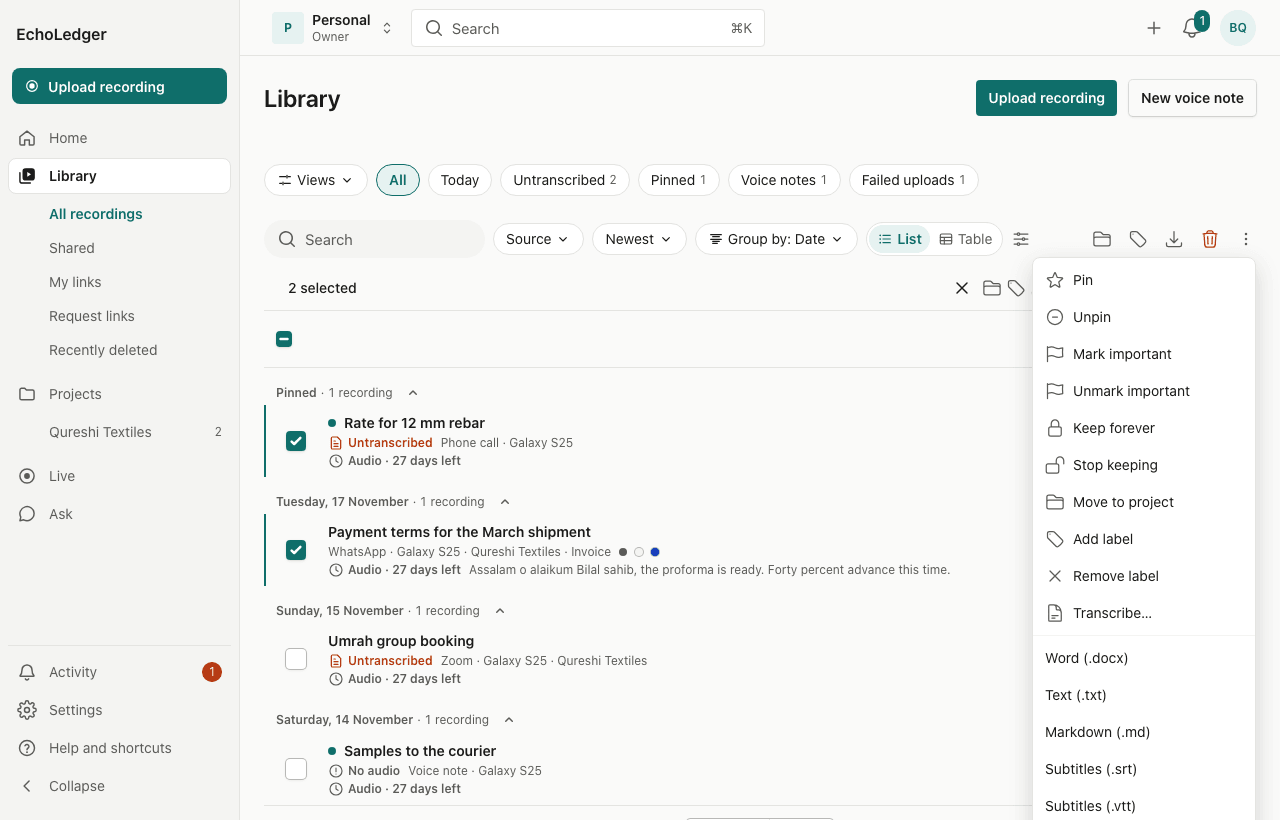 EchoLedger
Upload recording
Home
Library
All recordings
Shared
My links
Request links
Recently deleted
Projects
Qureshi Textiles 2
Live
Ask
Activity 1
Settings
Help and shortcuts
Collapse
P Personal
Owner
Search ⌘K
1
BQ
Library
Upload recording
New voice note
Views All Today Untranscribed 2 Pinned 1 Voice notes 1 Failed uploads 1
Search Source Newest Group by: Date List Table
2 selected
Pinned · 1 recording
Rate for 12 mm rebar
Untranscribed Phone call · Galaxy S25
Audio · 27 days left
Tuesday, 17 November · 1 recording
Payment terms for the March shipment
WhatsApp · Galaxy S25 · Qureshi Textiles · Invoice
Audio · 27 days left Assalam o alaikum Bilal sahib, the proforma is ready. Forty percent advance this time.
Sunday, 15 November · 1 recording
Umrah group booking
Untranscribed Zoom · Galaxy S25 · Qureshi Textiles
Audio · 27 days left
Saturday, 14 November · 1 recording
Samples to the courier
No audio Voice note · Galaxy S25
Audio · 27 days left
Pin
Unpin
Mark important
Unmark important
Keep forever
Stop keeping
Move to project
Add label
Remove label
Transcribe…
Word (.docx)
Text (.txt)
Markdown (.md)
Subtitles (.srt)
Subtitles (.vtt)